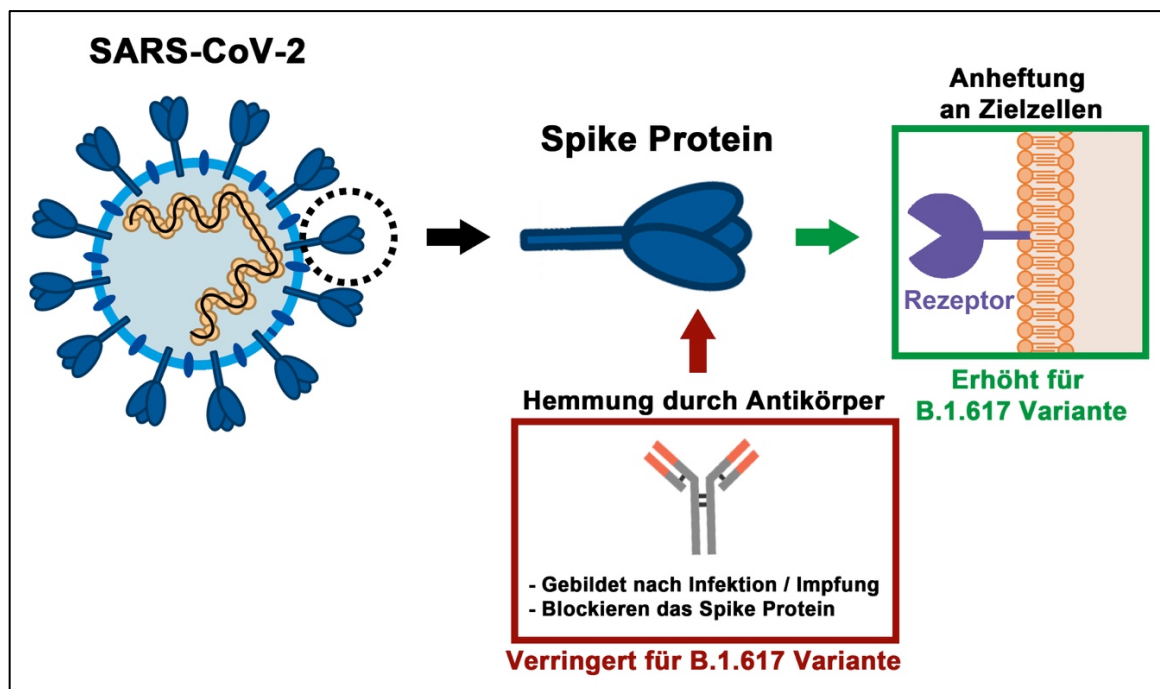 SARS-CoV-2
Spike Protein
Anheftung
an Zielzellen
Rezeptor
Erhöht für
B.1.617 Variante
Hemmung durch Antikörper
- Gebildet nach Infektion / Impfung
- Blockieren das Spike Protein
Verringert für B.1.617 Variante